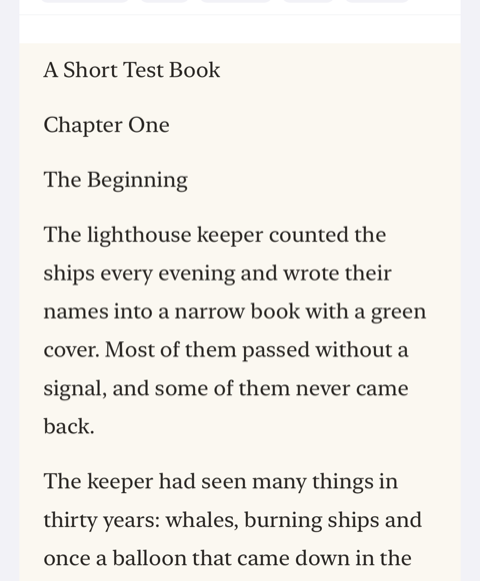 A Short Test Book
Chapter One
The Beginning
The lighthouse keeper counted the
ships every evening and wrote their
names into a narrow book with a green
cover. Most of them passed without a
signal, and some of them never came
back.
The keeper had seen many things in
thirty years: whales, burning ships and
once a balloon that came down in the